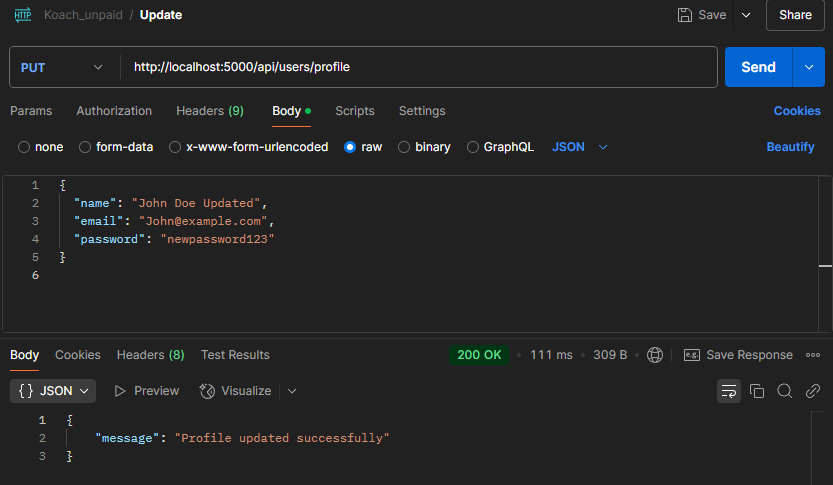 HTTP Koach_unpaid / Update Save Share
PUT http://localhost:5000/api/users/profile Send
Params Authorization Headers (9) Body Scripts Settings Cookies
none form-data x-www-form-urlencoded raw binary GraphQL JSON Beautify
1 {
2 "name": "John Doe Updated",
3 "email": "John@example.com",
4 "password": "newpassword123"
5 }
6
Body Cookies Headers (8) Test Results 200 OK 111 ms 309 B e.g. Save Response
{} JSON Preview Visualize
1 {
2 "message": "Profile updated successfully"
3 }